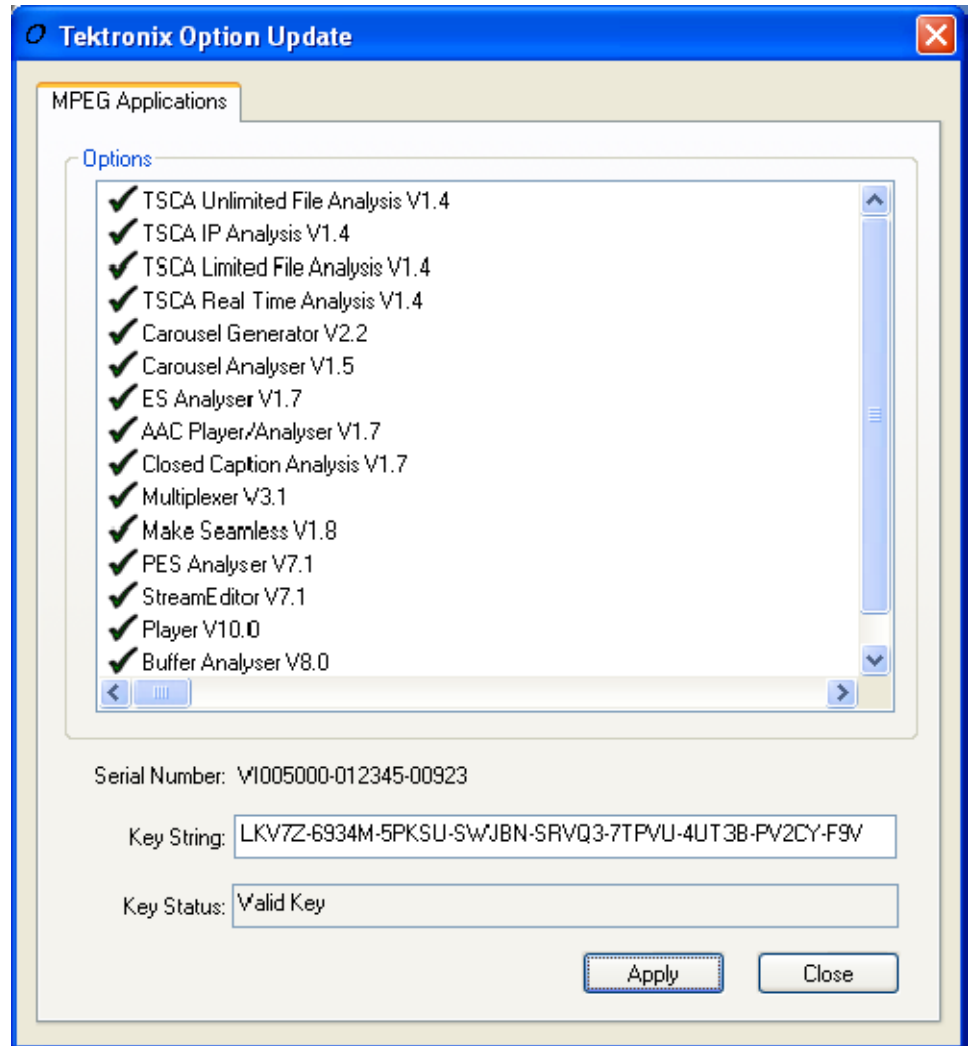 Tektronix Option Update
MPEG Applications
Options
TSCA Unlimited File Analysis V1.4
TSCA IP Analysis V1.4
TSCA Limited File Analysis V1.4
TSCA Real Time Analysis V1.4
Carousel Generator V2.2
Carousel Analyser V1.5
ES Analyser V1.7
AAC Player/Analyser V1.7
Closed Caption Analysis V1.7
Multiplexer V3.1
Make Seamless V1.8
PES Analyser V7.1
StreamEditor V7.1
Player V10.0
Buffer Analyser V8.0
Serial Number: VI005000-012345-00923
Key String: LKV7Z-6934M-5PKSU-SWJBN-SRVQ3-7TPVU-4UT3B-PV2CY-F9V
Key Status: Valid Key
Apply Close